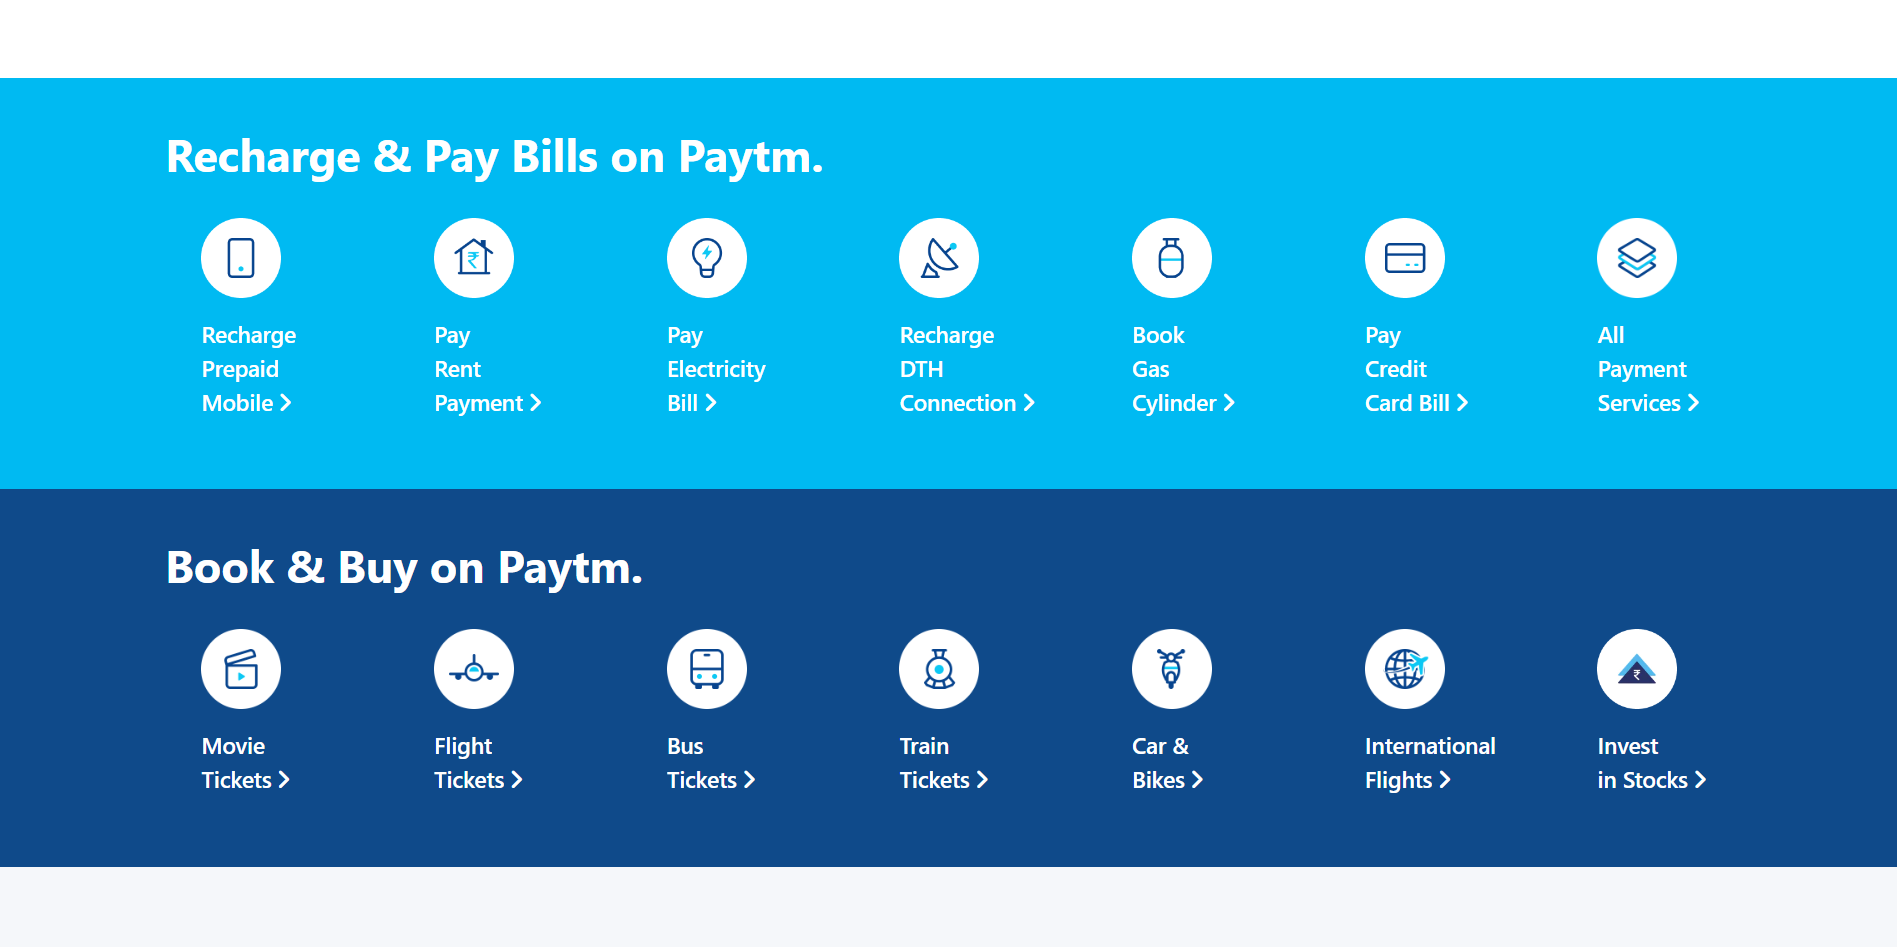 Recharge & Pay Bills on Paytm.
₹
Recharge
Prepaid
Mobile
Pay
Rent
Payment
Pay
Electricity
Bill
Recharge
DTH
Connection
Book
Gas
Cylinder
Pay
Credit
Card Bill
All
Payment
Services
Book & Buy on Paytm.
₹
Movie
Tickets
Flight
Tickets
Bus
Tickets
Train
Tickets
Car &
Bikes
International
Flights
Invest
in Stocks